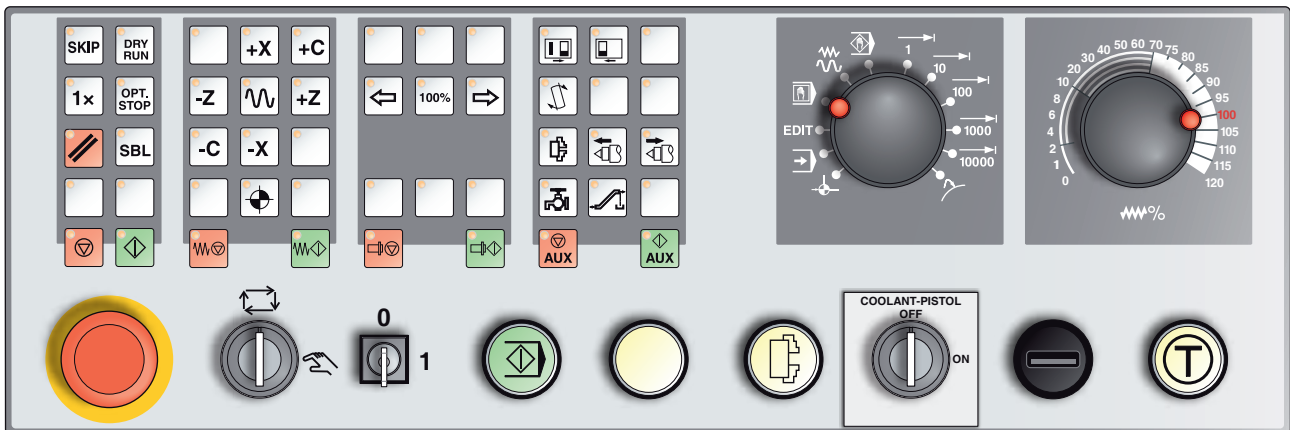 SKIP
DRY RUN
+X
+C
1×
OPT. STOP
-Z
+Z
100%
SBL
-C
-X
AUX
AUX
1
10
100
1000
10000
EDIT
0
1
2
4
6
8
10
20
30
40
50
60
70
75
80
85
90
95
100
105
110
115
120
%
0
1
COOLANT-PISTOL
OFF
ON
T